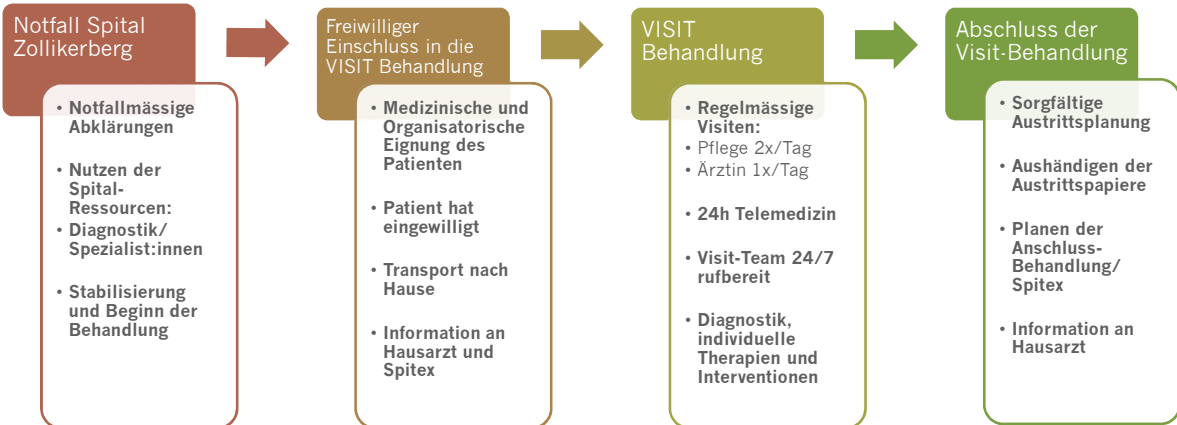 Notfall Spital
Zollikerberg
• Notfallmässige
Abklärungen
• Nutzen der
Spital-
Ressourcen:
• Diagnostik/
Spezialist:innen
• Stabilisierung
und Beginn der
Behandlung
Freiwilliger
Einschluss in die
VISIT Behandlung
• Medizinische und
Organisatorische
Eignung des
Patienten
• Patient hat
eingewilligt
• Transport nach
Hause
• Information an
Hausarzt und
Spitex
VISIT
Behandlung
• Regelmässige
Visiten:
• Pflege 2x/Tag
• Ärztin 1x/Tag
• 24h Telemedizin
• Visit-Team 24/7
rufbereit
• Diagnostik,
individuelle
Therapien und
Interventionen
Abschluss der
Visit-Behandlung
• Sorgfältige
Austrittsplanung
• Aushändigen der
Austrittspapiere
• Planen der
Anschluss-
Behandlung/
Spitex
• Information an
Hausarzt